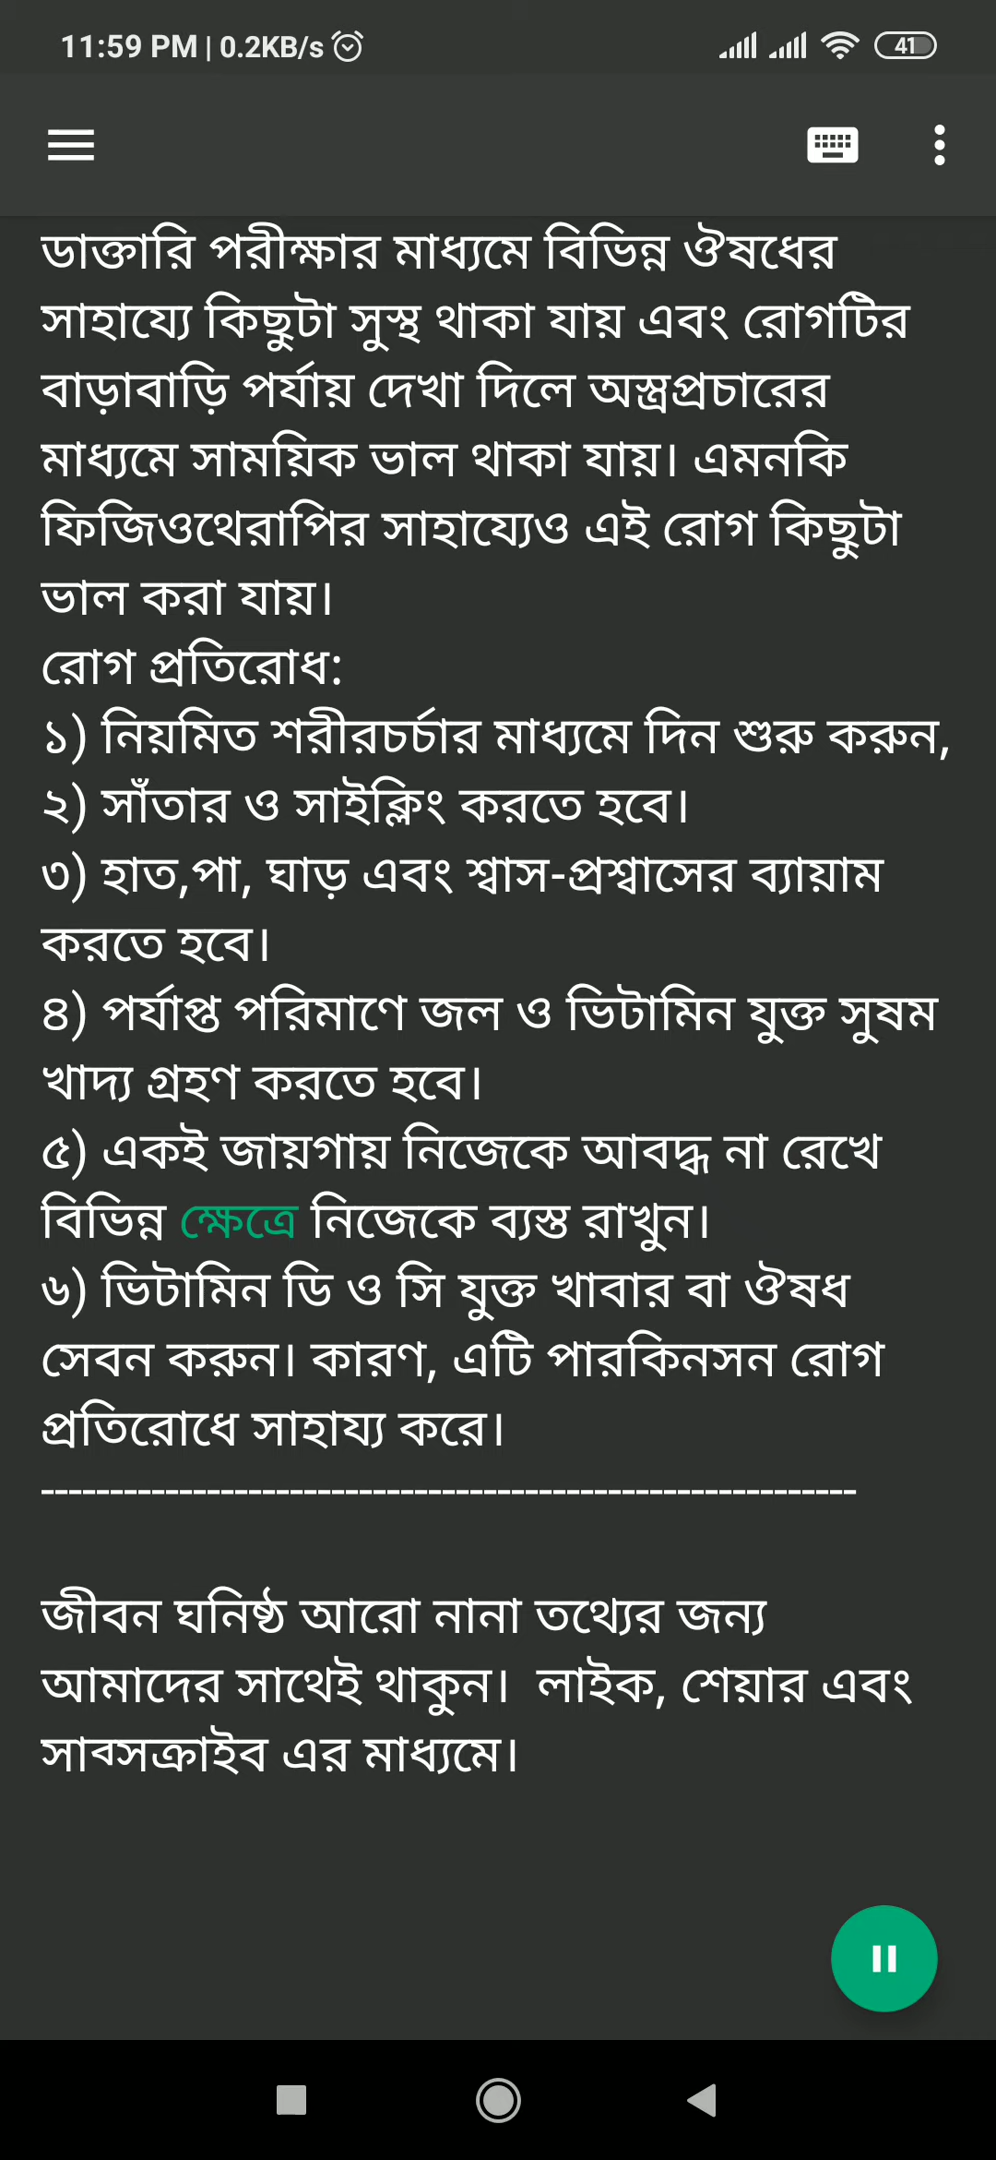 11:59 PM | 0.2KB/s
41
ডাক্তারি পরীক্ষার মাধ্যমে বিভিন্ন ঔষধের
সাহায্যে কিছুটা সুস্থ থাকা যায় এবং রোগটির
বাড়াবাড়ি পর্যায় দেখা দিলে অস্ত্রপ্রচারের
মাধ্যমে সাময়িক ভাল থাকা যায়। এমনকি
ফিজিওথেরাপির সাহায্যেও এই রোগ কিছুটা
ভাল করা যায়।
রোগ প্রতিরোধ:
১) নিয়মিত শরীরচর্চার মাধ্যমে দিন শুরু করুন,
২) সাঁতার ও সাইক্লিং করতে হবে।
৩) হাত,পা, ঘাড় এবং শ্বাস-প্রশ্বাসের ব্যায়াম
করতে হবে।
৪) পর্যাপ্ত পরিমাণে জল ও ভিটামিন যুক্ত সুষম
খাদ্য গ্রহণ করতে হবে।
৫) একই জায়গায় নিজেকে আবদ্ধ না রেখে
বিভিন্ন ক্ষেত্রে নিজেকে ব্যস্ত রাখুন।
৬) ভিটামিন ডি ও সি যুক্ত খাবার বা ঔষধ
সেবন করুন। কারণ, এটি পারকিনসন রোগ
প্রতিরোধে সাহায্য করে।
-----------------------------------------------------------
জীবন ঘনিষ্ঠ আরো নানা তথ্যের জন্য
আমাদের সাথেই থাকুন।  লাইক, শেয়ার এবং
সাবসক্রাইব এর মাধ্যমে।